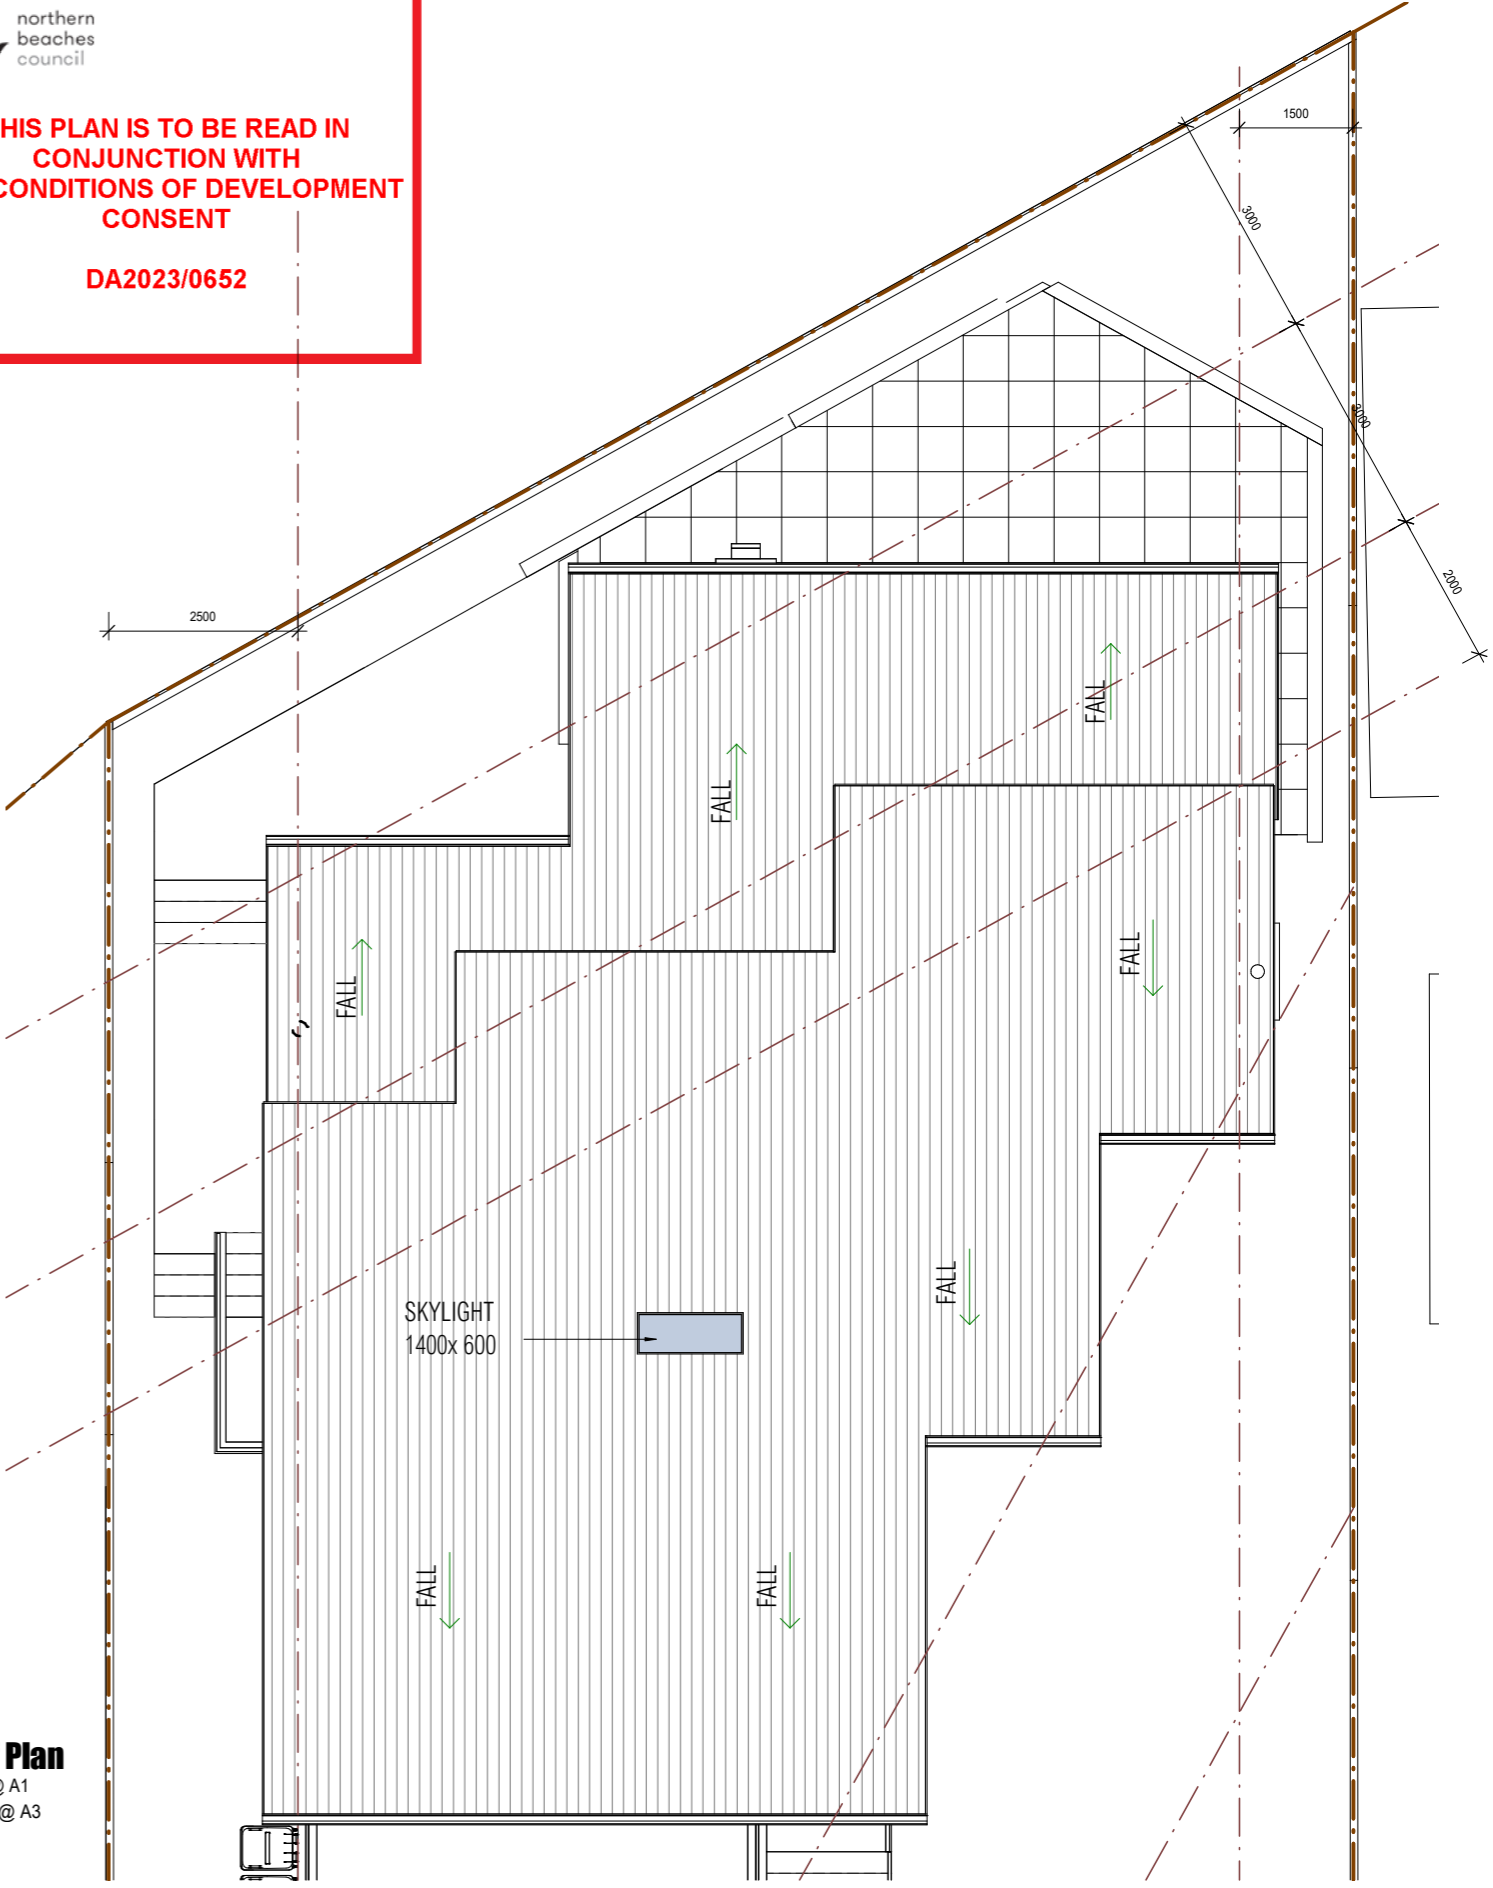 northern
beaches
council
HIS PLAN IS TO BE READ IN
CONJUNCTION WITH
CONDITIONS OF DEVELOPMENT
CONSENT
DA2023/0652
1500
3000
3000
2000
2500
FALL
FALL
FALL
FALL
SKYLIGHT
1400x 600
FALL
FALL
FALL
Plan
@ A1
@ A3